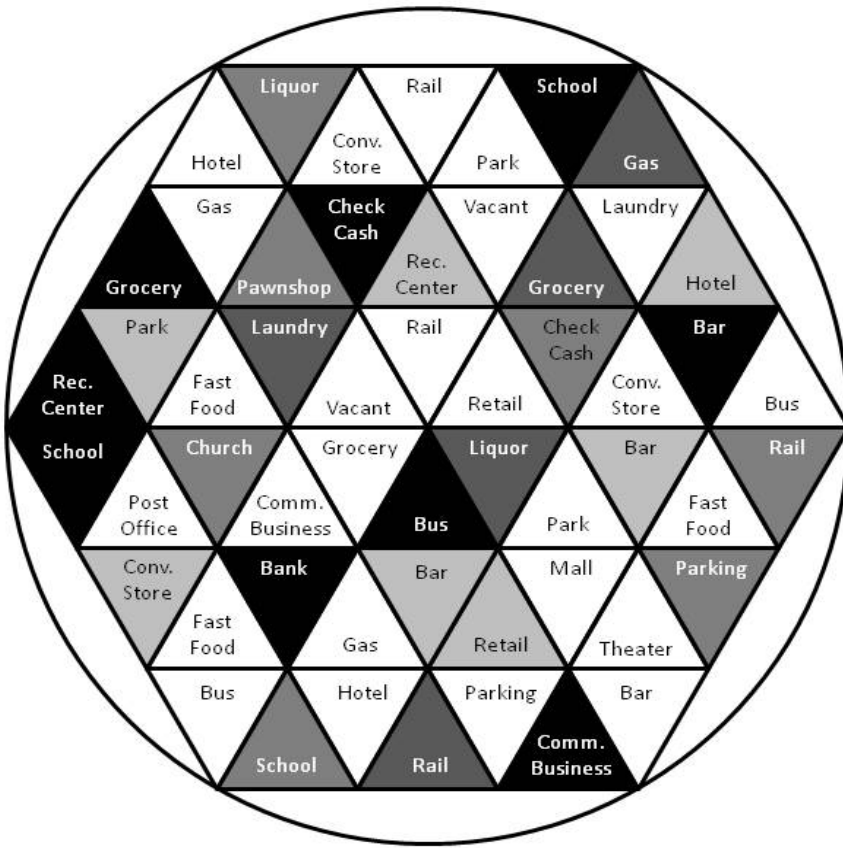 Liquor
Rail
School
Hotel
Conv.
Store
Park
Gas
Gas
Check
Cash
Vacant
Laundry
Grocery
Pawnshop
Rec.
Center
Grocery
Hotel
Park
Laundry
Rail
Check
Cash
Bar
Rec.
Center
Fast
Food
Vacant
Retail
Conv.
Store
Bus
School
Church
Grocery
Liquor
Bar
Rail
Post
Office
Comm.
Business
Bus
Park
Fast
Food
Conv.
Store
Bank
Bar
Mall
Parking
Fast
Food
Gas
Retail
Theater
Bus
Hotel
Parking
Bar
School
Rail
Comm.
Business